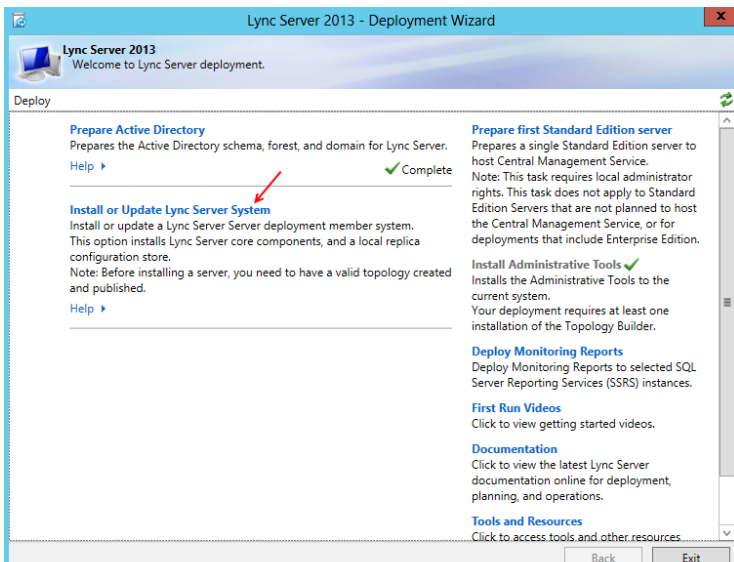 Lync Server 2013 - Deployment Wizard
x
Lync Server 2013
Welcome to Lync Server deployment.
Deploy
Prepare Active Directory
Prepares the Active Directory schema, forest, and domain for Lync Server.
Help
Complete
Install or Update Lync Server System
Install or update a Lync Server Server deployment member system.
This option installs Lync Server core components, and a local replica
configuration store.
Note: Before installing a server, you need to have a valid topology created
and published.
Help
Prepare first Standard Edition server
Prepares a single Standard Edition server to
host Central Management Service.
Note: This task requires local administrator
rights. This task does not apply to Standard
Edition Servers that are not planned to host
the Central Management Service, or for
deployments that include Enterprise Edition.
Install Administrative Tools
Installs the Administrative Tools to the
current system.
Your deployment requires at least one
installation of the Topology Builder.
Deploy Monitoring Reports
Deploy Monitoring Reports to selected SQL
Server Reporting Services (SSRS) instances.
First Run Videos
Click to view getting started videos.
Documentation
Click to view the latest Lync Server
documentation online for deployment,
planning, and operations.
Tools and Resources
Click to access tools and other resources
Back
Exit